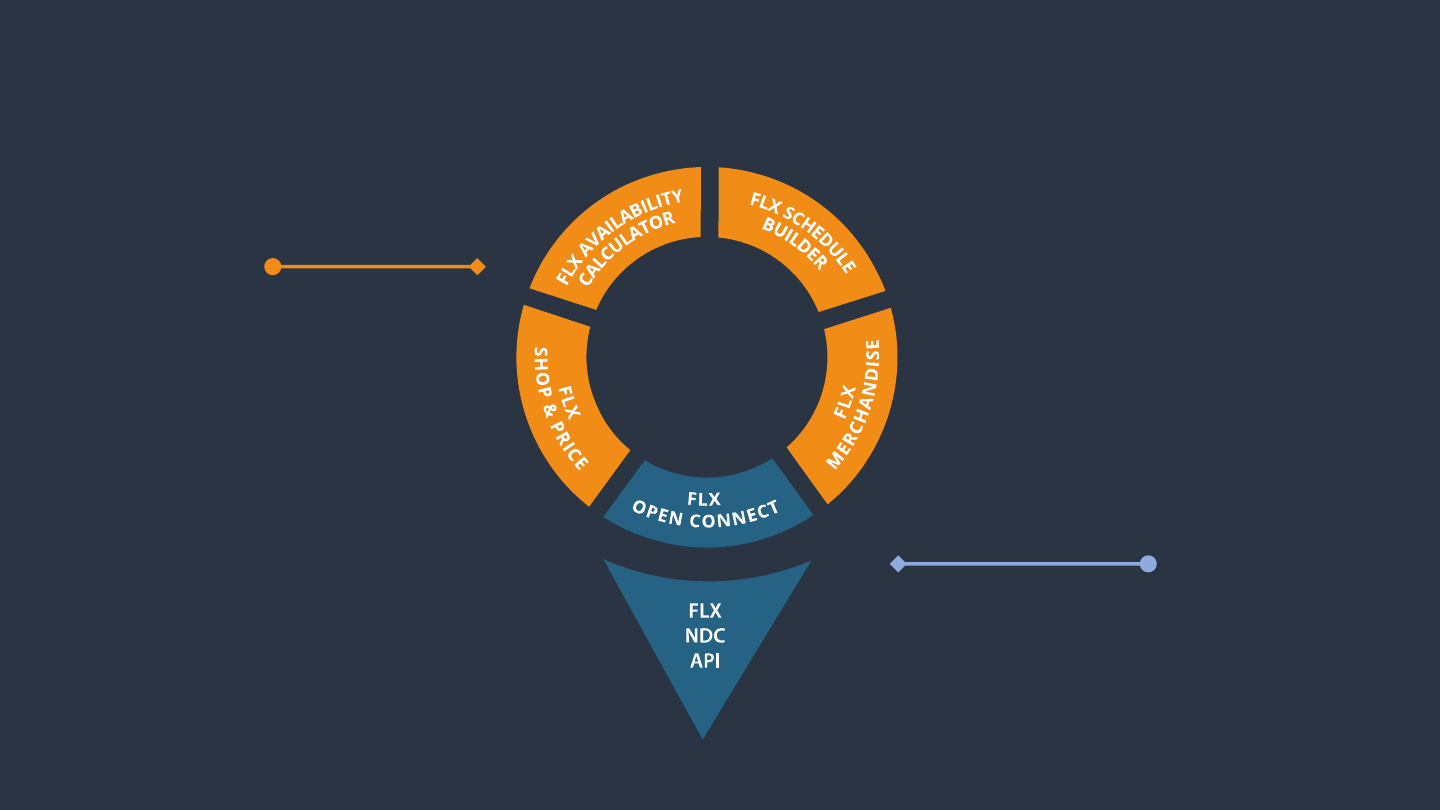 FLX AVAILABILITY
CALCULATOR
FLX SCHEDULE
BUILDER
FLX
SHOP & PRICE
FLX
MERCHANDISE
FLX
OPEN CONNECT
FLX
NDC
API